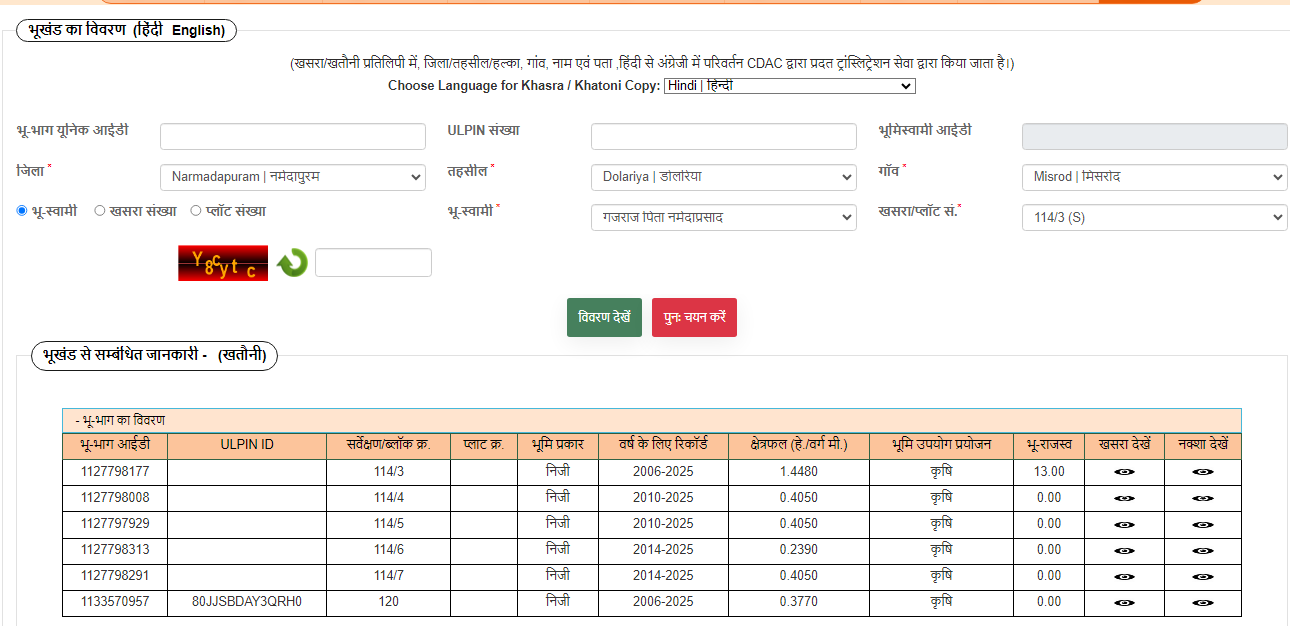 भूखंड का विवरण (हिंदी English)
(खसरा/खतौनी प्रतिलिपी में, जिला/तहसील/हल्का, गांव, नाम एवं पता ,हिंदी से अंग्रेजी में परिवर्तन CDAC द्वारा प्रदत ट्रांस्लिट्रेशन सेवा द्वारा किया जाता है।)
Choose Language for Khasra / Khatoni Copy: Hindi | हिन्दी
भू-भाग यूनिक आईडी ULPIN संख्या भूमिस्वामी आईडी
जिला * Narmadapuram | नर्मदापुरम तहसील * Dolariya | डोलरिया गाँव * Misrod | मिसरोद
भू-स्वामी खसरा संख्या प्लॉट संख्या भू-स्वामी * गजराज पिता नर्मदाप्रसाद खसरा/प्लॉट सं.* 114/3 (S)
Y8cytc
विवरण देखें पुनः चयन करें
भूखंड से सम्बंधित जानकारी - (खतौनी)
- भू-भाग का विवरण
भू-भाग आईडी ULPIN ID सर्वेक्षण/ब्लॉक क्र. प्लाट क्र. भूमि प्रकार वर्ष के लिए रिकॉर्ड क्षेत्रफल (हे./वर्ग मी.) भूमि उपयोग प्रयोजन भू-राजस्व खसरा देखें नक्शा देखें
1127798177 114/3 निजी 2006-2025 1.4480 कृषि 13.00
1127798008 114/4 निजी 2010-2025 0.4050 कृषि 0.00
1127797929 114/5 निजी 2010-2025 0.4050 कृषि 0.00
1127798313 114/6 निजी 2014-2025 0.2390 कृषि 0.00
1127798291 114/7 निजी 2014-2025 0.4050 कृषि 0.00
1133570957 80JJSBDAY3QRH0 120 निजी 2006-2025 0.3770 कृषि 0.00